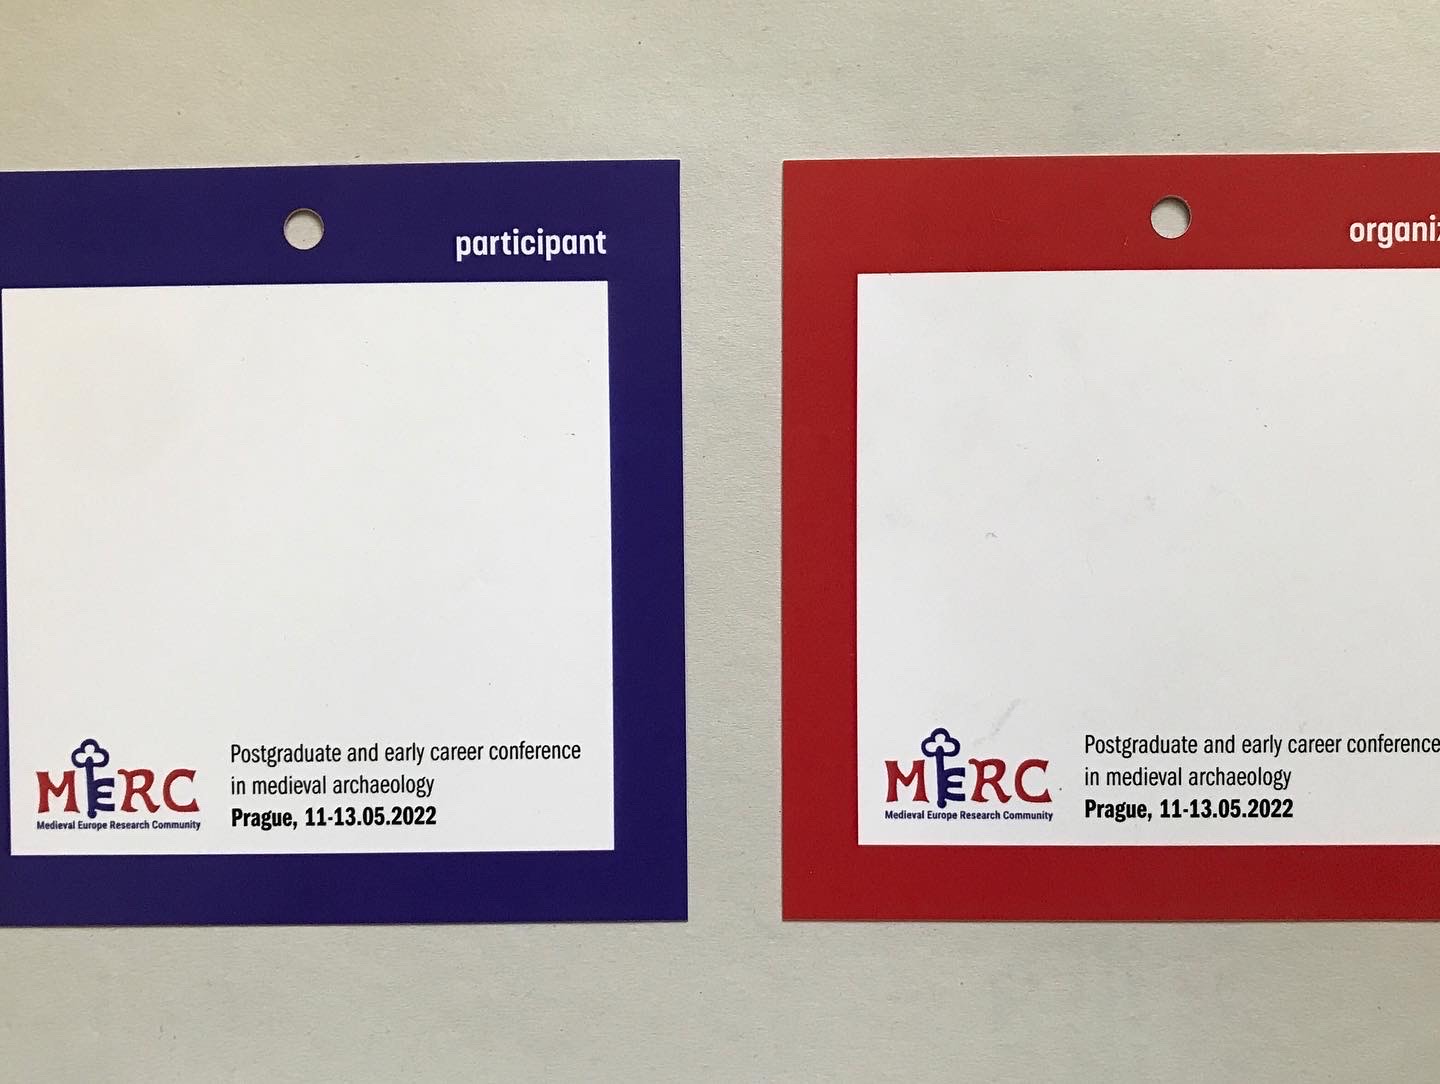 participant
MERC
Medieval Europe Research Community
Postgraduate and early career conference
in medieval archaeology
Prague, 11-13.05.2022
organiz
MERC
Medieval Europe Research Community
Postgraduate and early career conference
in medieval archaeology
Prague, 11-13.05.2022